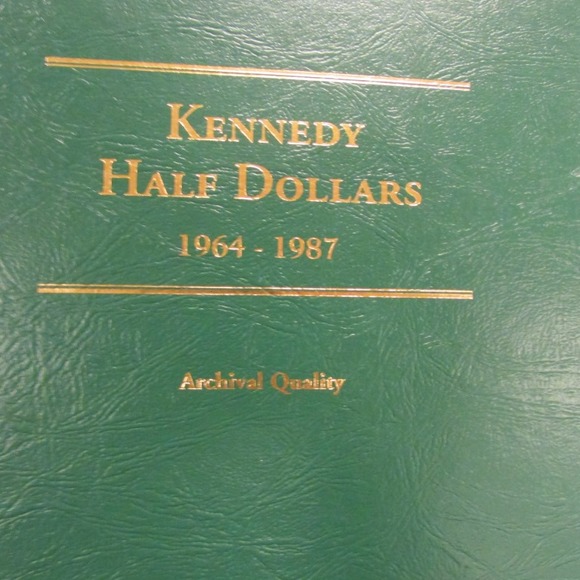 KENNEDY
HALF DOLLARS
1964 - 1987
Archival Quality